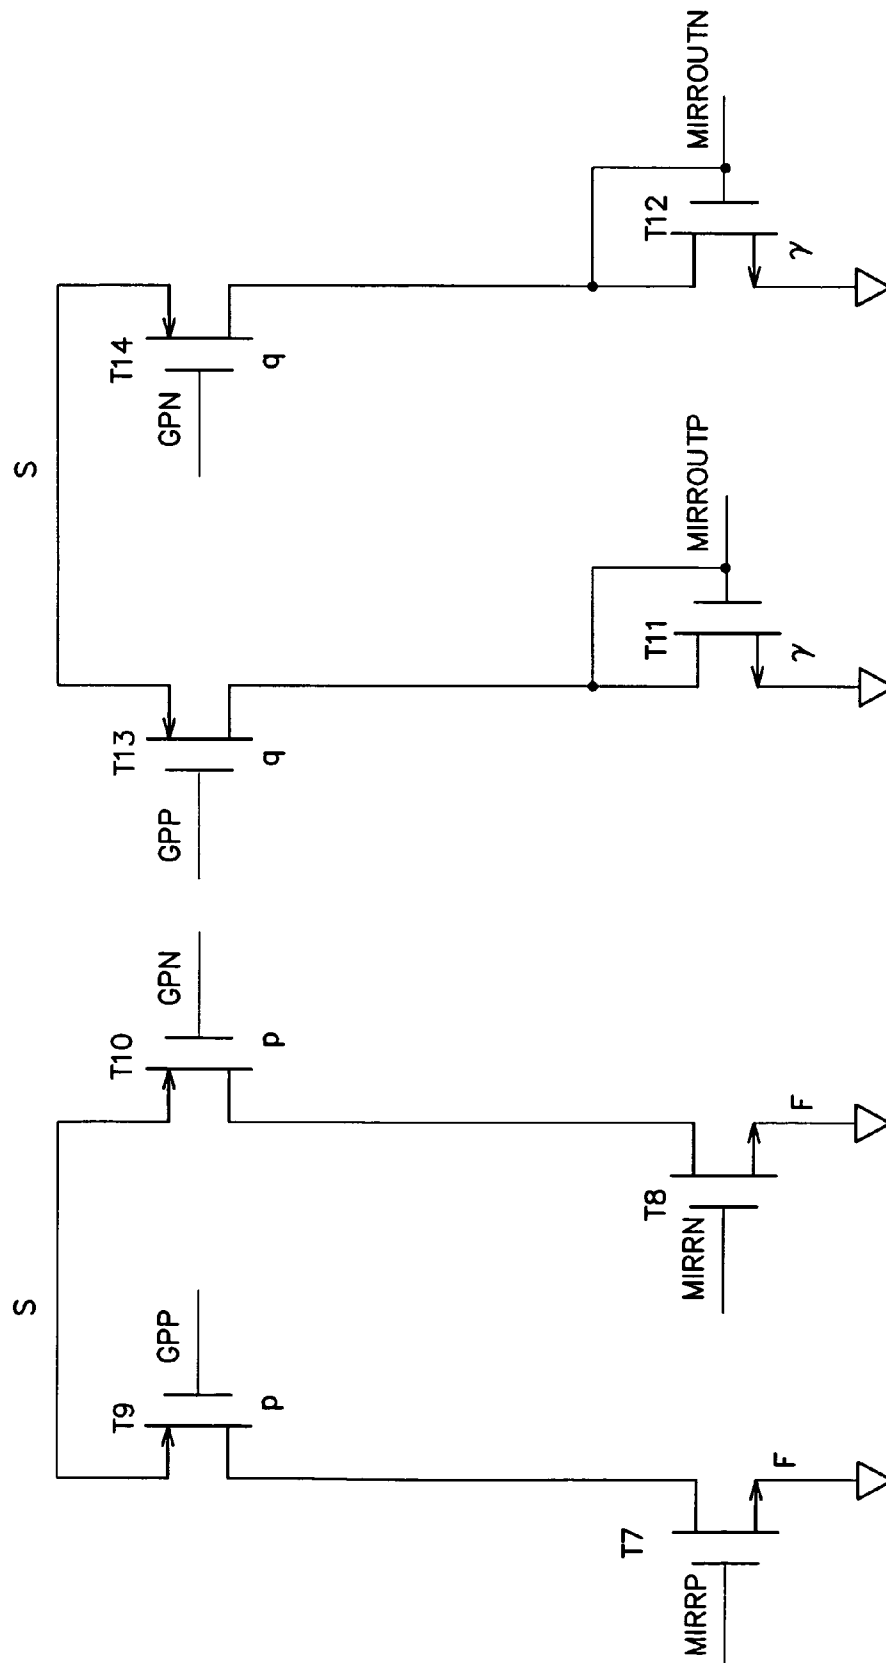 S
S
T9
T10
T13
T14
GPP
GPN
GPP
GPN
p
p
q
q
T7
T8
T11
T12
MIRRP
MIRRN
MIRROUTP
MIRROUTN
F
F
γ
γ